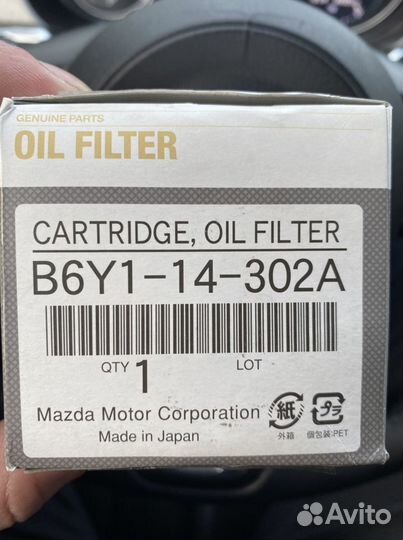 GENUINE PARTS
OIL FILTER
CARTRIDGE, OIL FILTER
B6Y1-14-302A
QTY 1 LOT
Mazda Motor Corporation
Made in Japan
紙
外箱
プラ
個包装:PET
Avito